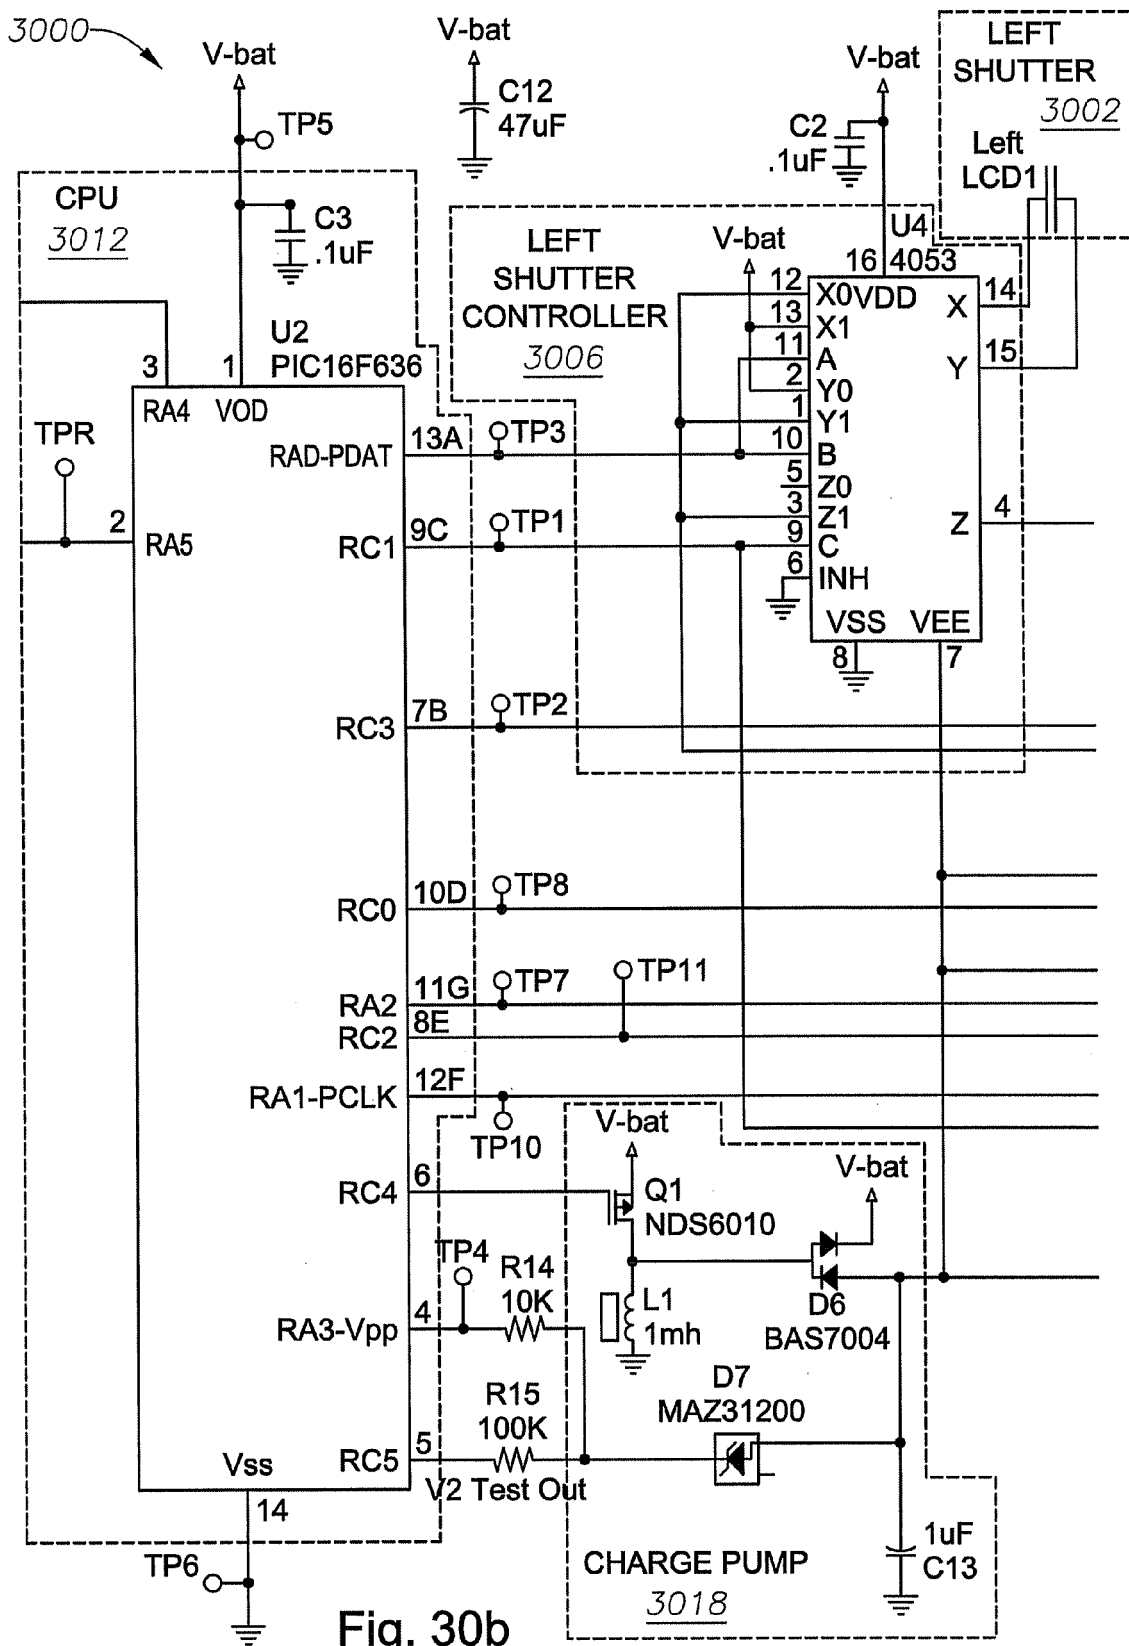 3000
V-bat
V-bat
V-bat
LEFT
SHUTTER
3002
TP5
C12
47uF
C2
.1uF
Left
LCD1
CPU
3012
C3
.1uF
LEFT
SHUTTER
CONTROLLER
3006
V-bat
U4
16 4053
12 X0 VDD
X 14
13 X1
11 A
Y 15
2 Y0
1 Y1
10 B
5 Z0
3 Z1
Z 4
9 C
6 INH
VSS VEE
8 7
U2
PIC16F636
3 1
RA4 VOD
TPR
2 RA5
RAD-PDAT 13A TP3
RC1 9C TP1
RC3 7B TP2
RC0 10D TP8
RA2 11G TP7 TP11
RC2 8E
RA1-PCLK 12F
TP10
V-bat
V-bat
RC4 6
Q1
NDS6010
TP4
R14
10K
L1
1mh
D6
BAS7004
RA3-Vpp 4
R15
100K
D7
MAZ31200
RC5 5
V2 Test Out
Vss
14
TP6
CHARGE PUMP
3018
1uF
C13
Fig. 30b